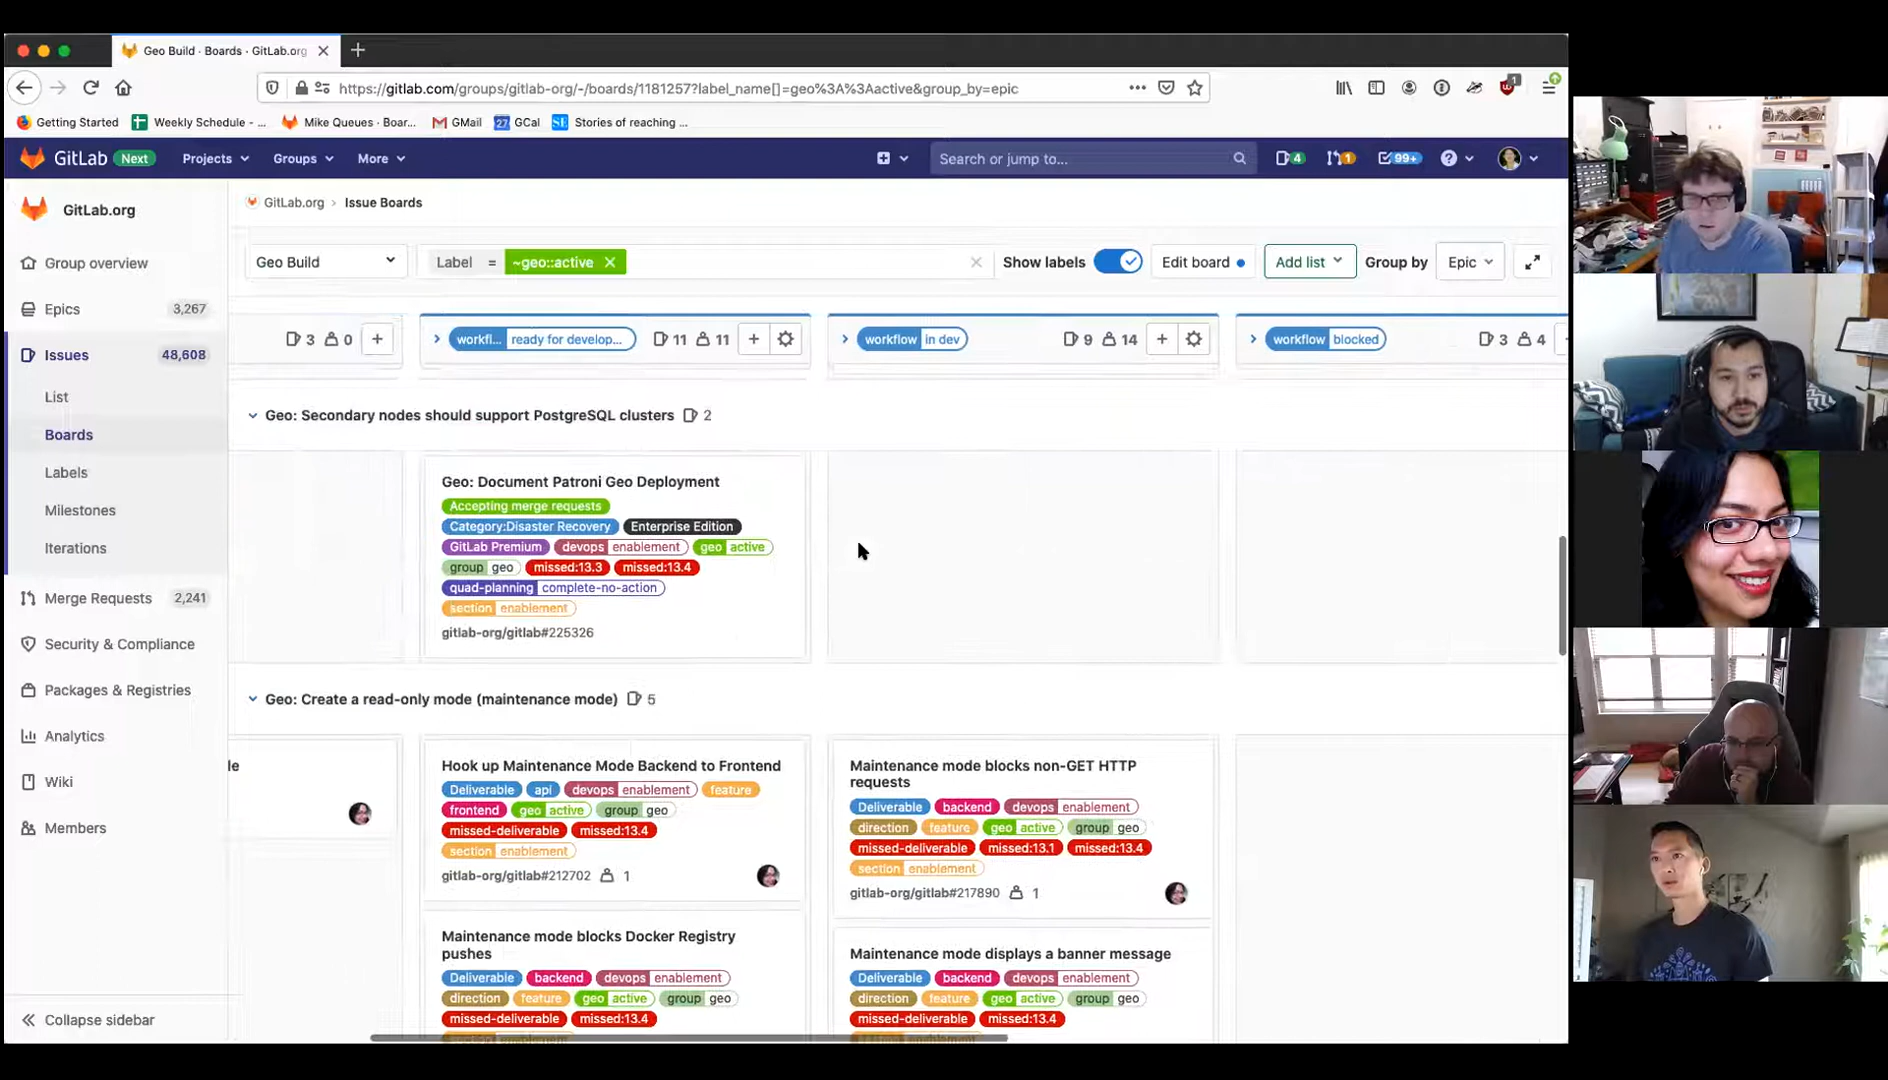 Geo Build · Boards · GitLab.org
https://gitlab.com/groups/gitlab-org/-/boards/1181257?label_name[]=geo%3A%3Aactive&group_by=epic
1
Getting Started
Weekly Schedule - ...
Mike Queues · Boar...
GMail
27 GCal
SE Stories of reaching ...
GitLab Next
Projects
Groups
More
Search or jump to...
4
1
99+
GitLab.org
Group overview
Epics 3,267
Issues 48,608
List
Boards
Labels
Milestones
Iterations
Merge Requests 2,241
Security & Compliance
Packages & Registries
Analytics
Wiki
Members
Collapse sidebar
GitLab.org › Issue Boards
Geo Build
Label = ~geo::active
Show labels
Edit board
Add list
Group by
Epic
3 0
workfl... ready for develop... 11 11
workflow in dev 9 14
workflow blocked 3 4
Geo: Secondary nodes should support PostgreSQL clusters 2
Geo: Document Patroni Geo Deployment
Accepting merge requests
Category:Disaster Recovery Enterprise Edition
GitLab Premium devops enablement geo active
group geo missed:13.3 missed:13.4
quad-planning complete-no-action
section enablement
gitlab-org/gitlab#225326
Geo: Create a read-only mode (maintenance mode) 5
le
Hook up Maintenance Mode Backend to Frontend
Deliverable api devops enablement feature
frontend geo active group geo
missed-deliverable missed:13.4
section enablement
gitlab-org/gitlab#212702 1
Maintenance mode blocks Docker Registry
pushes
Deliverable backend devops enablement
direction feature geo active group geo
missed-deliverable missed:13.4
Maintenance mode blocks non-GET HTTP
requests
Deliverable backend devops enablement
direction feature geo active group geo
missed-deliverable missed:13.1 missed:13.4
section enablement
gitlab-org/gitlab#217890 1
Maintenance mode displays a banner message
Deliverable backend devops enablement
direction feature geo active group geo
missed-deliverable missed:13.4